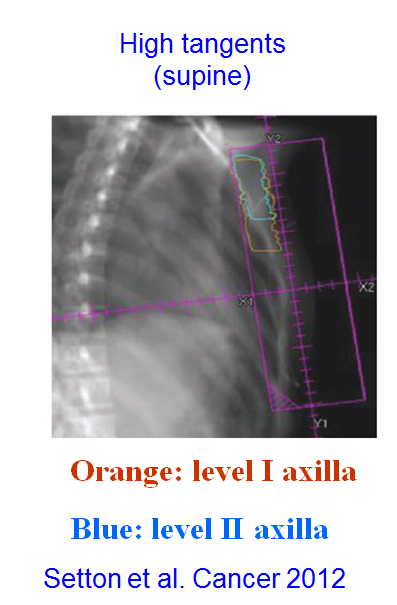 High tangents
(supine)
Y2
X1
X2
Y1
Orange: level I axilla
Blue: level II axilla
Setton et al. Cancer 2012